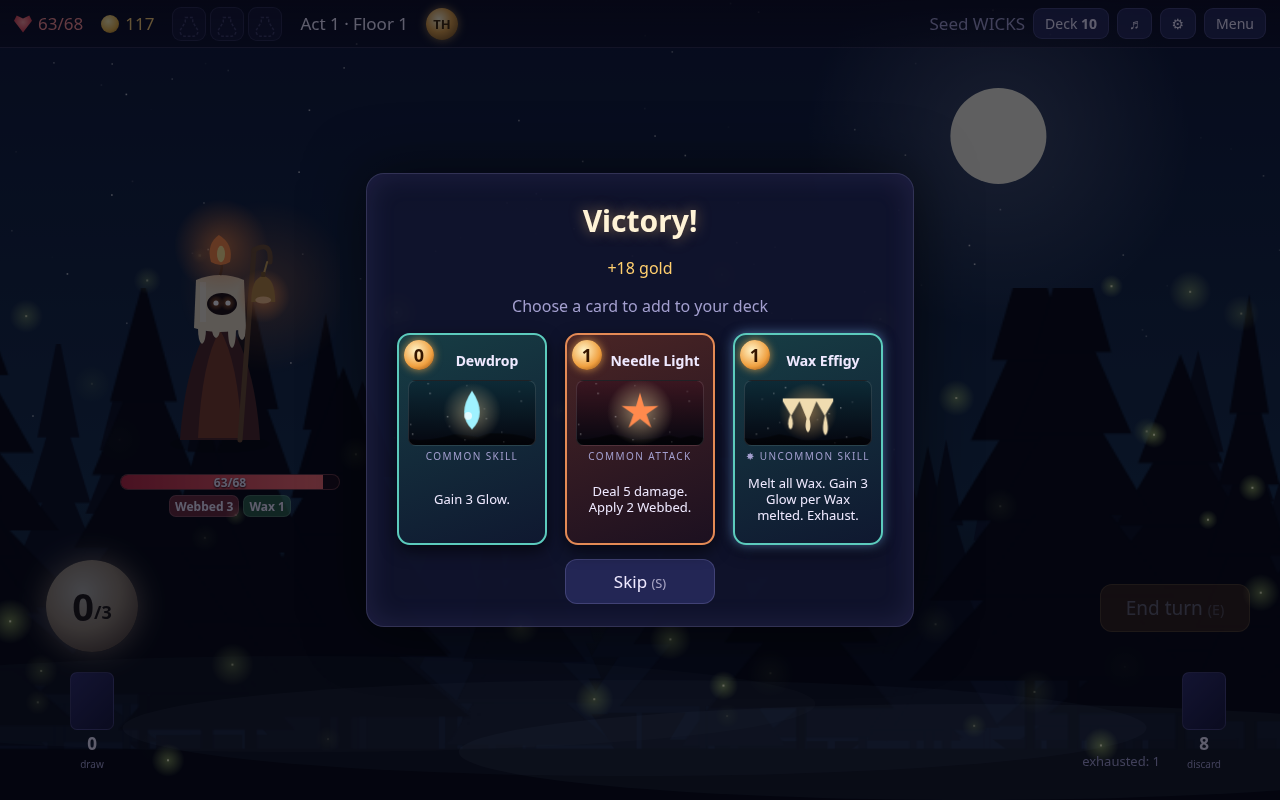 63/68
117
Act 1 · Floor 1
TH
Seed WICKS
Deck 10
Menu
Victory!
+18 gold
Choose a card to add to your deck
0
Dewdrop
COMMON SKILL
Gain 3 Glow.
1
Needle Light
COMMON ATTACK
Deal 5 damage.
Apply 2 Webbed.
1
Wax Effigy
UNCOMMON SKILL
Melt all Wax. Gain 3
Glow per Wax
melted. Exhaust.
Skip (S)
63/68
Webbed 3
Wax 1
0/3
End turn (E)
0
draw
exhausted: 1
8
discard